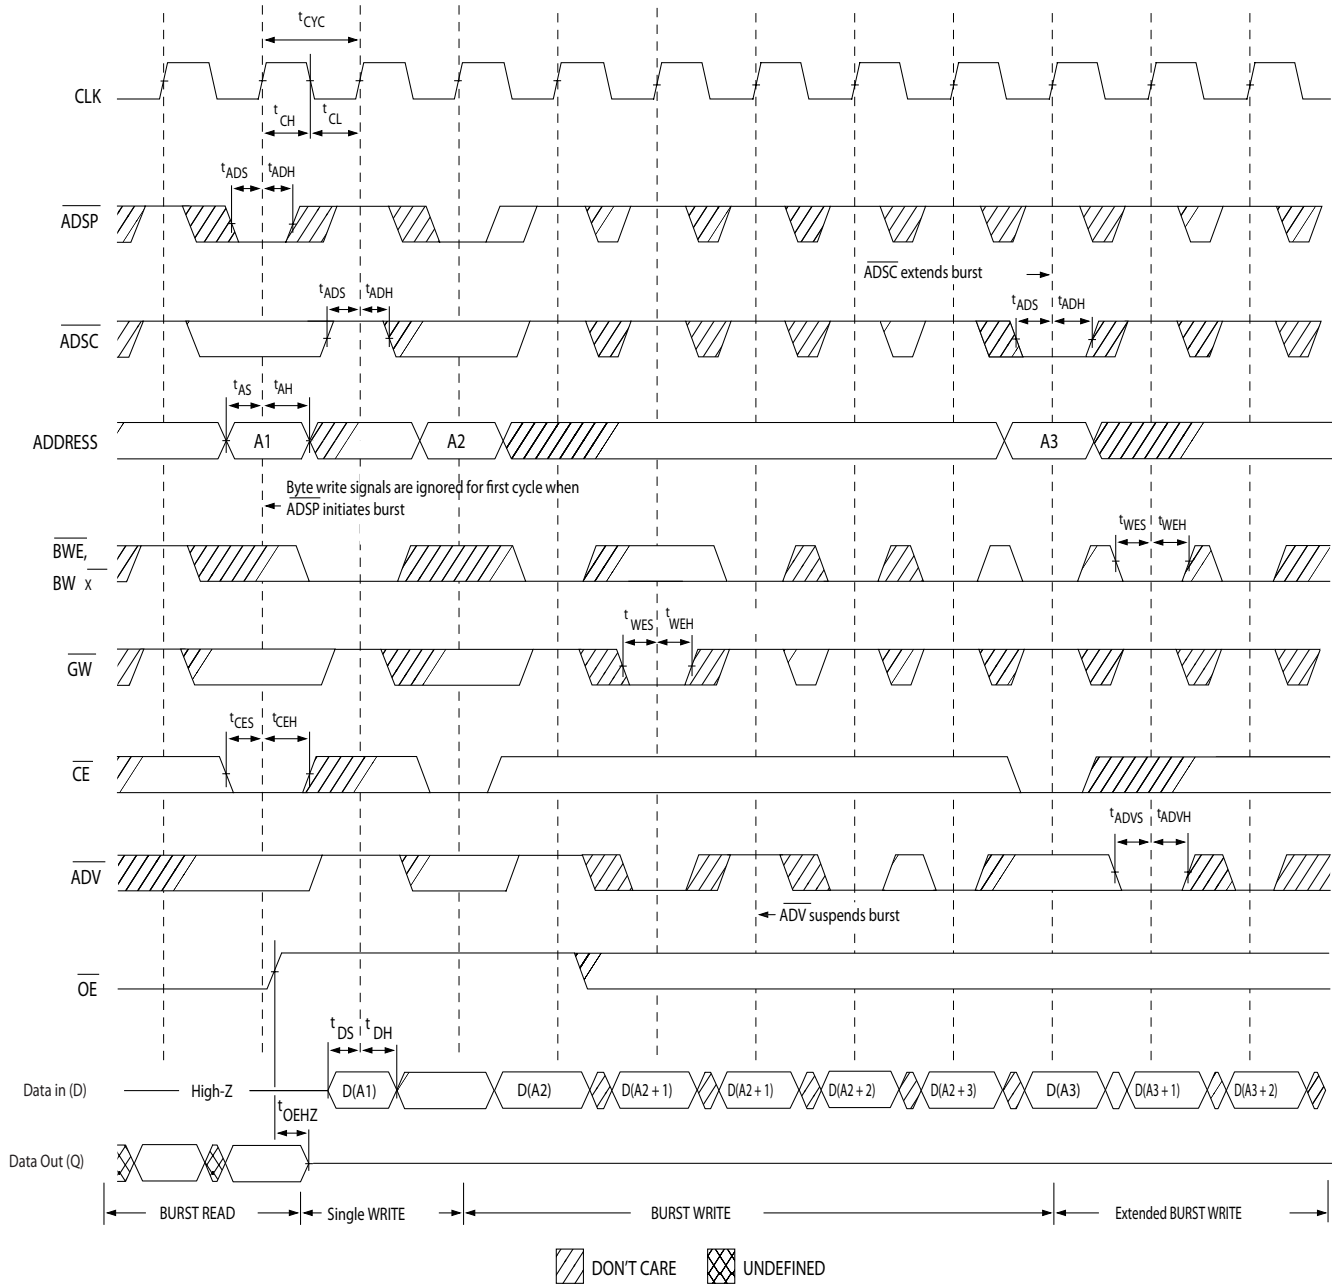 tCYC
CLK
tCH tCL
tADS tADH
ADSP
ADSC extends burst
tADS tADH tADS tADH
ADSC
tAS tAH
ADDRESS A1 A2 A3
Byte write signals are ignored for first cycle when
ADSP initiates burst
tWES tWEH
BWE,
BW x
tWES tWEH
GW
tCES tCEH
CE
tADVS tADVH
ADV
ADV suspends burst
OE
tDS tDH
Data in (D) High-Z D(A1) D(A2) D(A2 + 1) D(A2 + 1) D(A2 + 2) D(A2 + 3) D(A3) D(A3 + 1) D(A3 + 2)
tOEHZ
Data Out (Q)
BURST READ Single WRITE BURST WRITE Extended BURST WRITE
DON'T CARE UNDEFINED